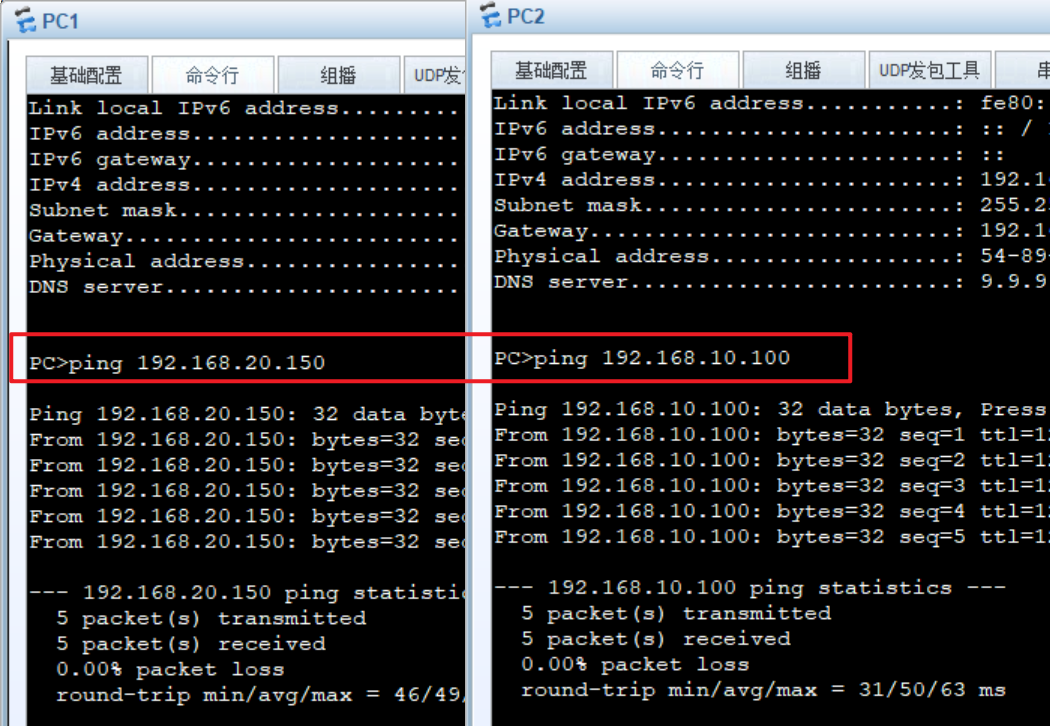 PC1
基础配置 命令行 组播 UDP发
Link local IPv6 address..........
IPv6 address.....................
IPv6 gateway.....................
IPv4 address.....................
Subnet mask......................
Gateway..........................
Physical address.................
DNS server.......................
PC>ping 192.168.20.150
Ping 192.168.20.150: 32 data byte
From 192.168.20.150: bytes=32 seq
From 192.168.20.150: bytes=32 seq
From 192.168.20.150: bytes=32 seq
From 192.168.20.150: bytes=32 seq
From 192.168.20.150: bytes=32 seq
--- 192.168.20.150 ping statistic
5 packet(s) transmitted
5 packet(s) received
0.00% packet loss
round-trip min/avg/max = 46/49/
PC2
基础配置 命令行 组播 UDP发包工具 串
Link local IPv6 address...........: fe80:
IPv6 address......................: :: /
IPv6 gateway......................: ::
IPv4 address......................: 192.1
Subnet mask.......................: 255.2
Gateway...........................: 192.1
Physical address..................: 54-89-
DNS server........................: 9.9.9
PC>ping 192.168.10.100
Ping 192.168.10.100: 32 data bytes, Press
From 192.168.10.100: bytes=32 seq=1 ttl=12
From 192.168.10.100: bytes=32 seq=2 ttl=12
From 192.168.10.100: bytes=32 seq=3 ttl=12
From 192.168.10.100: bytes=32 seq=4 ttl=12
From 192.168.10.100: bytes=32 seq=5 ttl=12
--- 192.168.10.100 ping statistics ---
5 packet(s) transmitted
5 packet(s) received
0.00% packet loss
round-trip min/avg/max = 31/50/63 ms